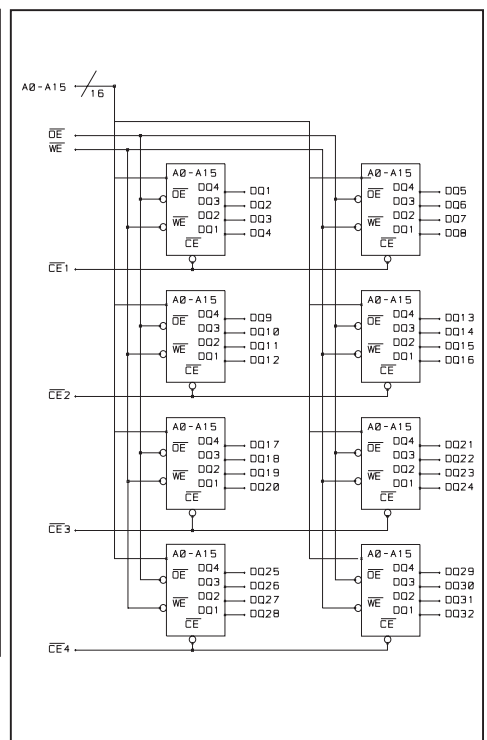 A0-A15
16
OE
WE
A0-A15
OE
WE
CE
DQ4
DQ3
DQ2
DQ1
DQ1
DQ2
DQ3
DQ4
A0-A15
OE
WE
CE
DQ4
DQ3
DQ2
DQ1
DQ5
DQ6
DQ7
DQ8
CE1
A0-A15
OE
WE
CE
DQ4
DQ3
DQ2
DQ1
DQ9
DQ10
DQ11
DQ12
A0-A15
OE
WE
CE
DQ4
DQ3
DQ2
DQ1
DQ13
DQ14
DQ15
DQ16
CE2
A0-A15
OE
WE
CE
DQ4
DQ3
DQ2
DQ1
DQ17
DQ18
DQ19
DQ20
A0-A15
OE
WE
CE
DQ4
DQ3
DQ2
DQ1
DQ21
DQ22
DQ23
DQ24
CE3
A0-A15
OE
WE
CE
DQ4
DQ3
DQ2
DQ1
DQ25
DQ26
DQ27
DQ28
A0-A15
OE
WE
CE
DQ4
DQ3
DQ2
DQ1
DQ29
DQ30
DQ31
DQ32
CE4